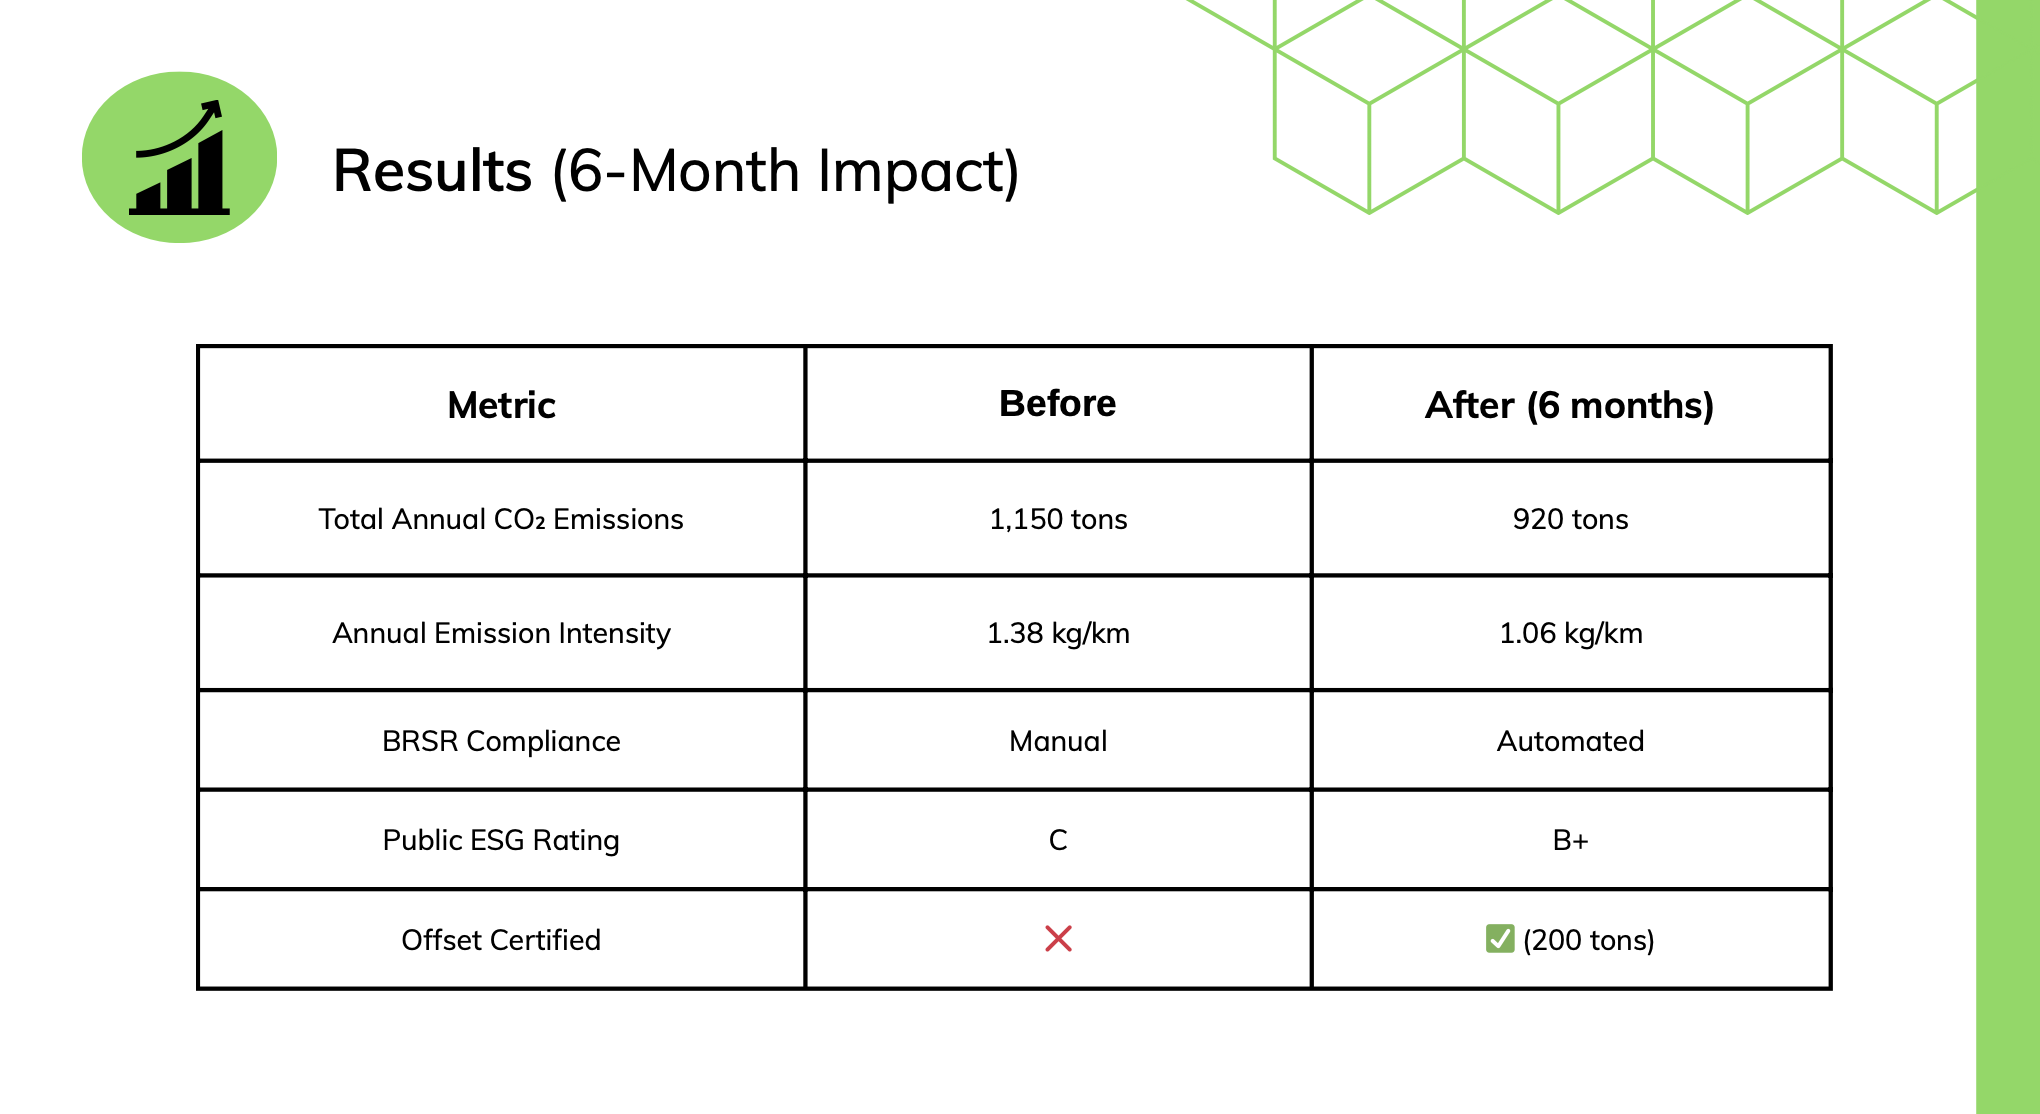 Results (6-Month Impact)
Metric Before After (6 months)
Total Annual CO₂ Emissions 1,150 tons 920 tons
Annual Emission Intensity 1.38 kg/km 1.06 kg/km
BRSR Compliance Manual Automated
Public ESG Rating C B+
Offset Certified ❌ ✅ (200 tons)